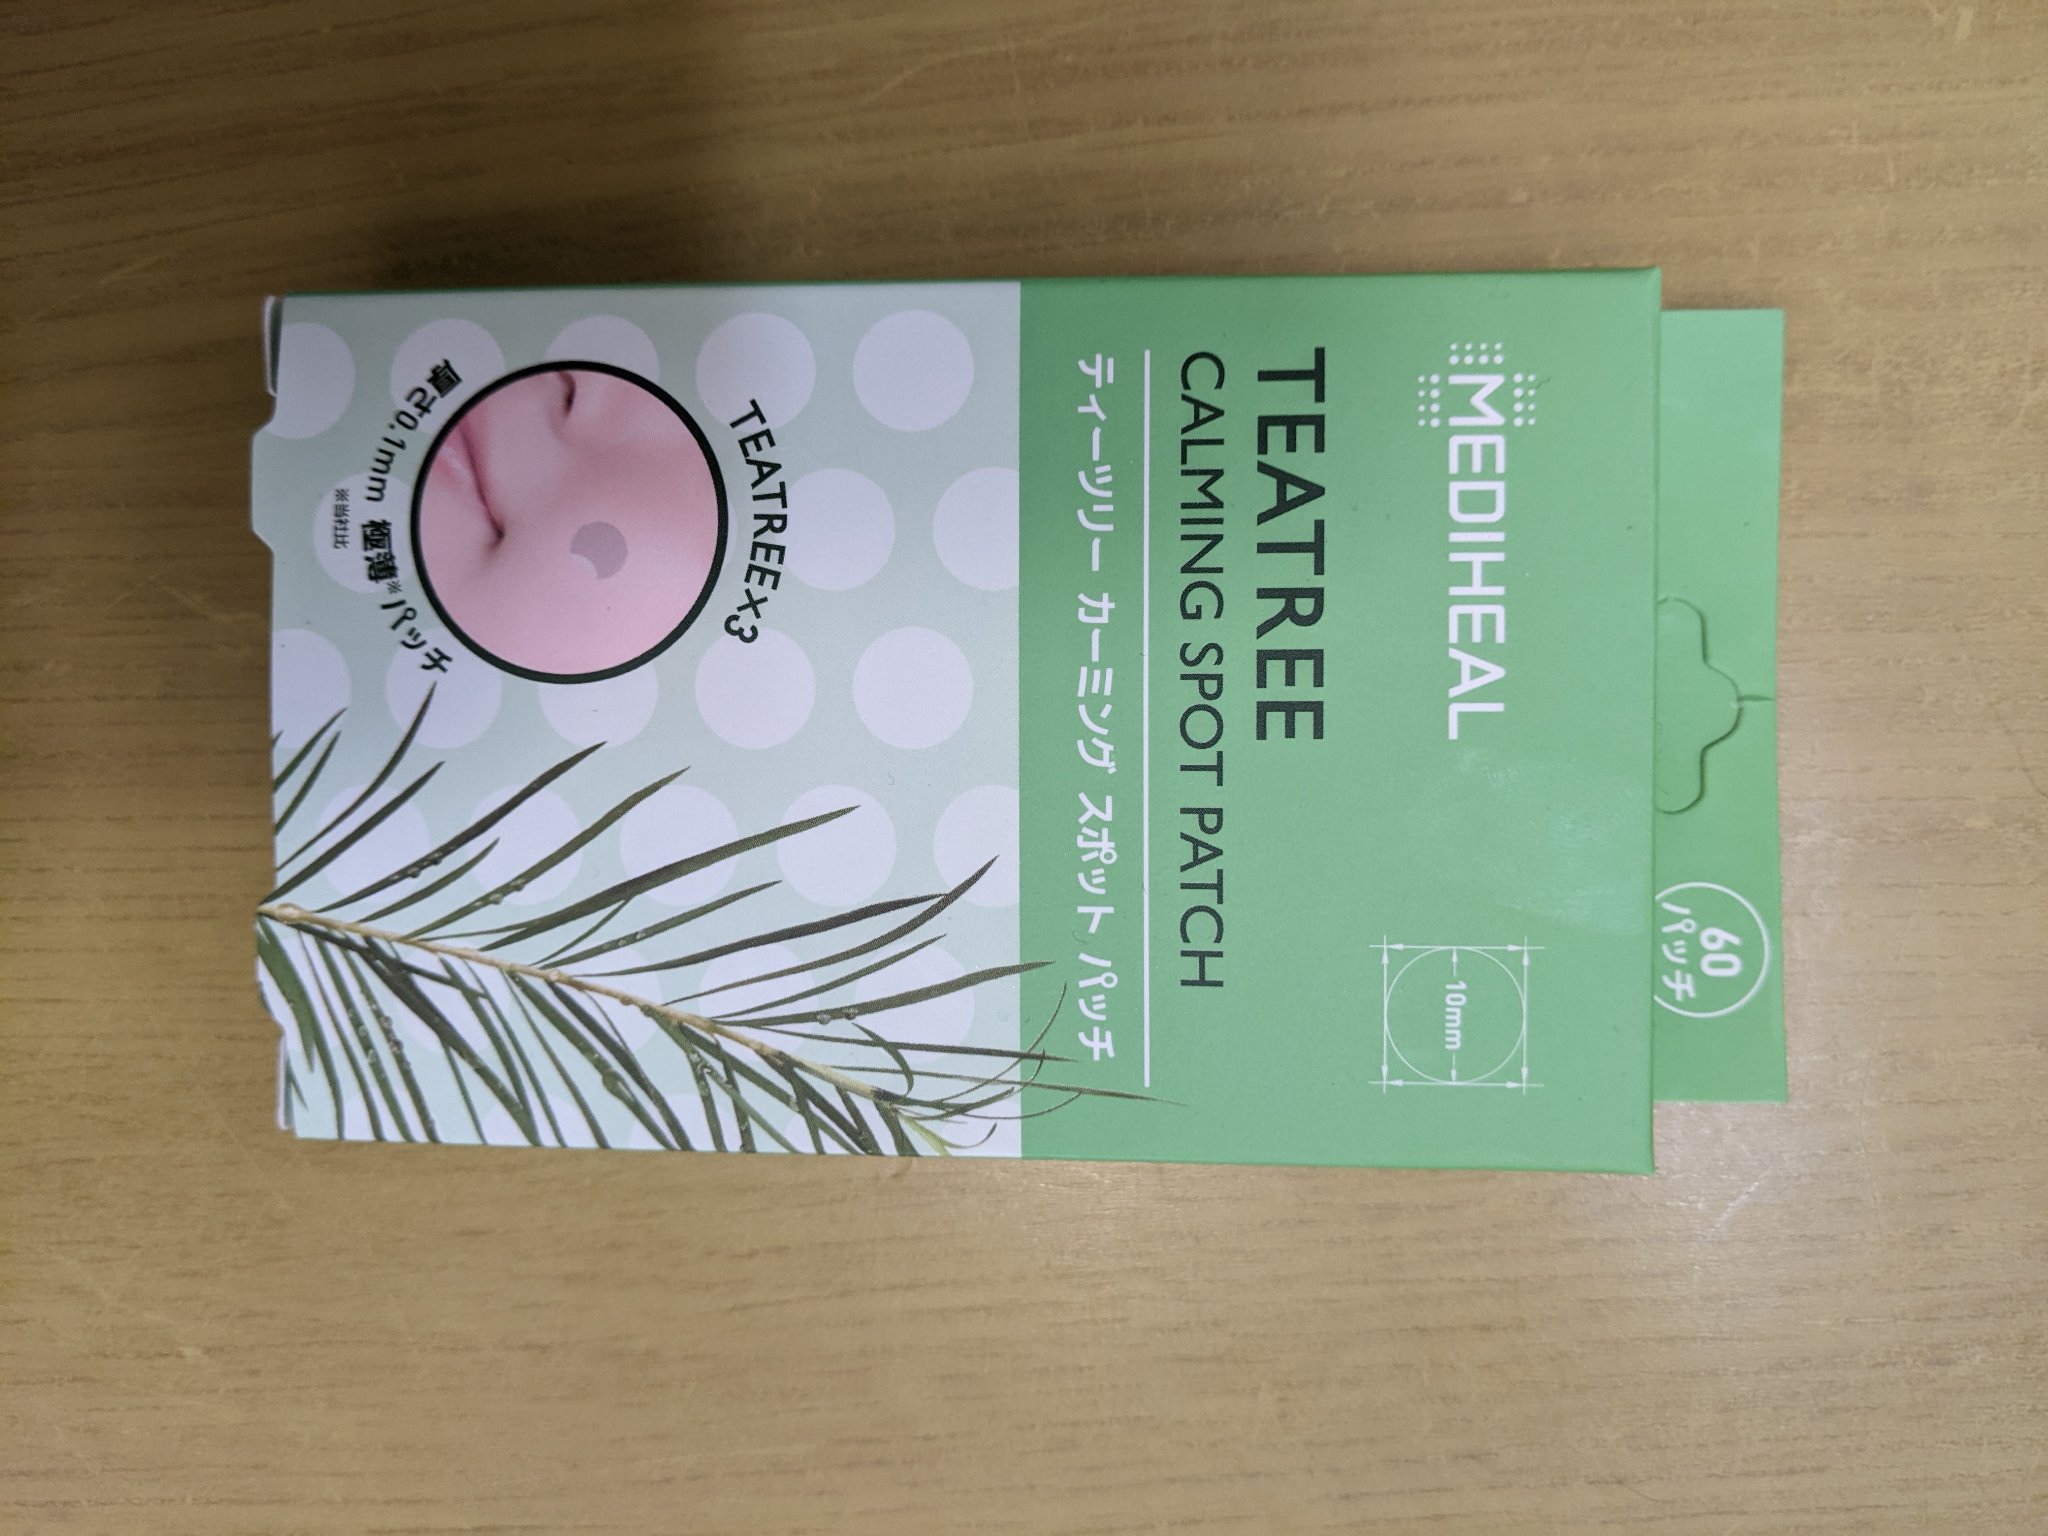 60
パッチ
MEDIHEAL
10mm
TEATREE
CALMING SPOT PATCH
ティーツリー カーミング スポット パッチ
TEATREE×3
厚さ0.1mm 極薄※パッチ
※当社比